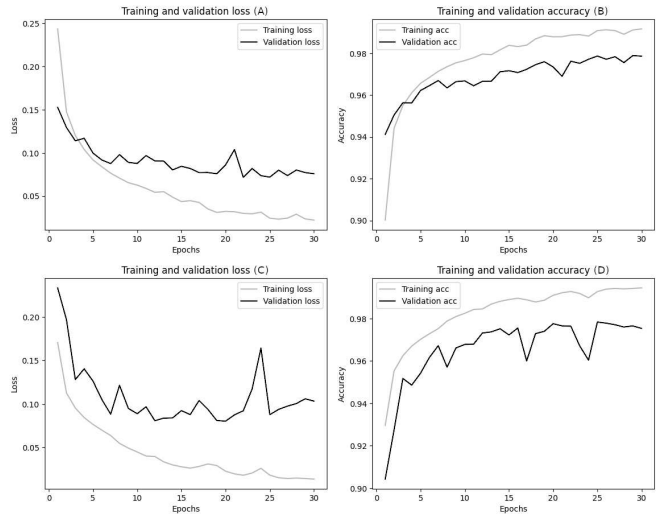 Training and validation loss (A)
Training loss
Validation loss
0.25
0.20
0.15
0.10
0.05
Loss
0 5 10 15 20 25 30
Epochs
Training and validation accuracy (B)
Training acc
Validation acc
0.98
0.96
0.94
0.92
0.90
Accuracy
0 5 10 15 20 25 30
Epochs
Training and validation loss (C)
Training loss
Validation loss
0.20
0.15
0.10
0.05
Loss
0 5 10 15 20 25 30
Epochs
Training and validation accuracy (D)
Training acc
Validation acc
0.98
0.96
0.94
0.92
0.90
Accuracy
0 5 10 15 20 25 30
Epochs